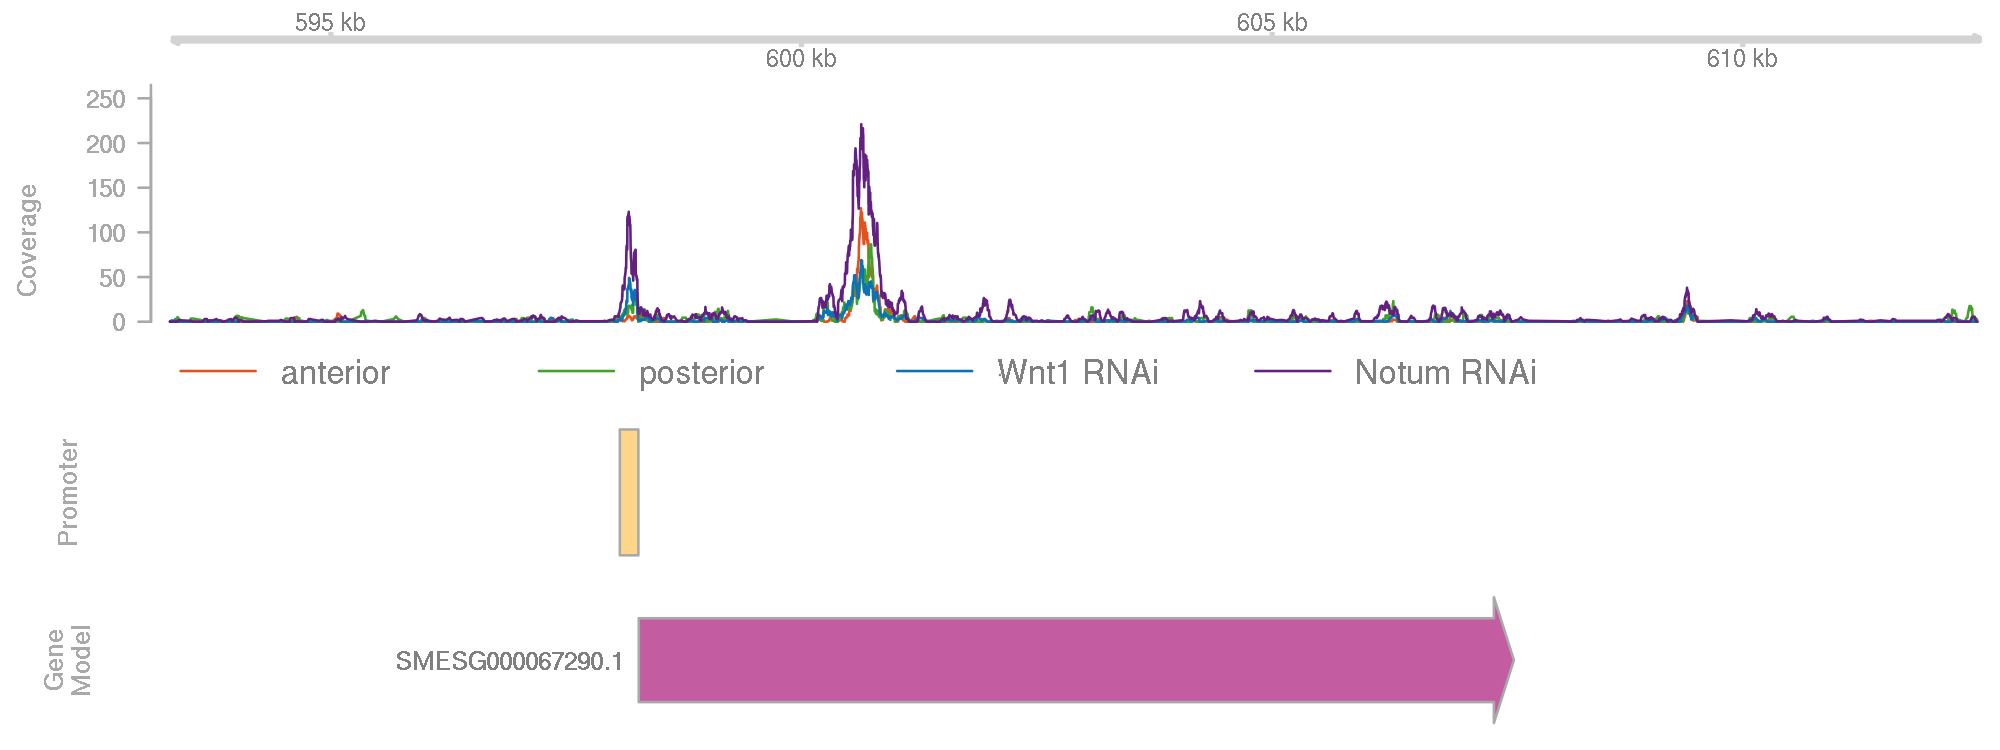 595 kb
605 kb
600 kb
610 kb
Coverage
250
200
150
100
50
0
anterior
posterior
Wnt1 RNAi
Notum RNAi
Promoter
Gene
Model
SMESG000067290.1